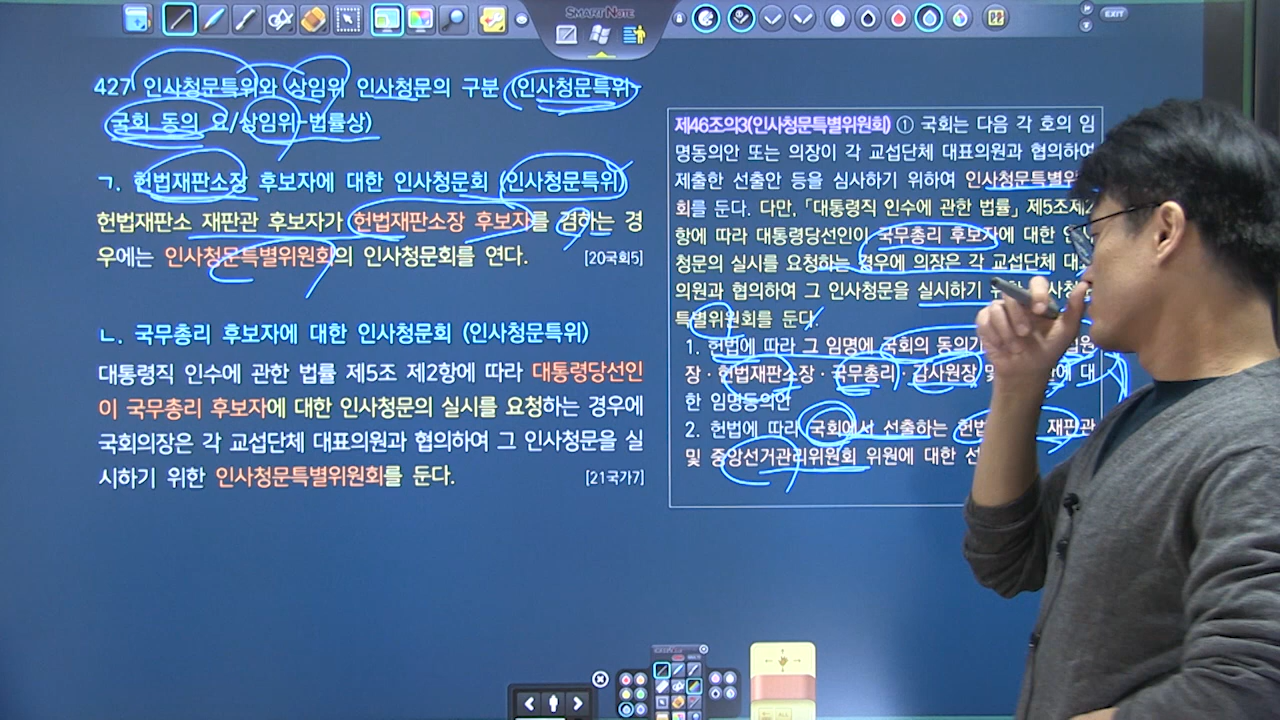 SMARTNOTE
EXIT
427 인사청문특위와 상임위 인사청문의 구분 (인사청문특위-
국회 동의 요/상임위-법률상)
ㄱ. 헌법재판소장 후보자에 대한 인사청문회 (인사청문특위)
헌법재판소 재판관 후보자가 헌법재판소장 후보자를 겸하는 경
우에는 인사청문특별위원회의 인사청문회를 연다. [20국회5]
ㄴ. 국무총리 후보자에 대한 인사청문회 (인사청문특위)
대통령직 인수에 관한 법률 제5조 제2항에 따라 대통령당선인
이 국무총리 후보자에 대한 인사청문의 실시를 요청하는 경우에
국회의장은 각 교섭단체 대표의원과 협의하여 그 인사청문을 실
시하기 위한 인사청문특별위원회를 둔다. [21국가7]
제46조의3(인사청문특별위원회) ① 국회는 다음 각 호의 임
명동의안 또는 의장이 각 교섭단체 대표의원과 협의하여
제출한 선출안 등을 심사하기 위하여 인사청문특별위
회를 둔다. 다만, 「대통령직 인수에 관한 법률」 제5조제2
항에 따라 대통령당선인이 국무총리 후보자에 대한 인
청문의 실시를 요청하는 경우에 의장은 각 교섭단체 대
의원과 협의하여 그 인사청문을 실시하기 위한
특별위원회를 둔다.
1. 헌법에 따라 그 임명에 국회의 동의가
장·헌법재판소장·국무총리·감사원장 및 대
한 임명동의안
2. 헌법에 따라 국회에서 선출하는 재판관
및 중앙선거관리위원회 위원에 대한